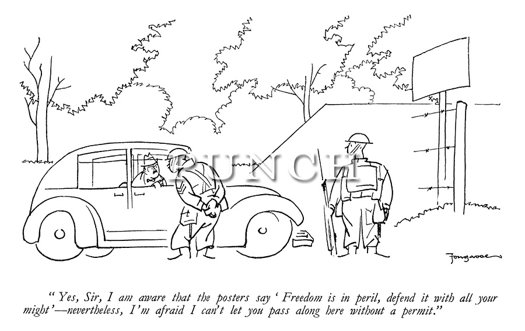 PUNCH
Fougasse
" Yes, Sir, I am aware that the posters say ' Freedom is in peril, defend it with all your
might'—nevertheless, I'm afraid I can't let you pass along here without a permit."